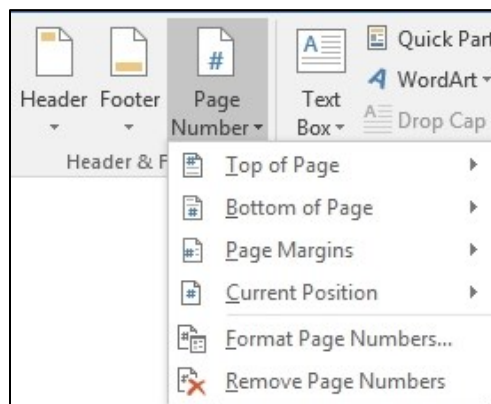 Header
Footer
Page
Number
Text
Box
Quick Part
WordArt
Drop Cap
Header & F
Top of Page
Bottom of Page
Page Margins
Current Position
Format Page Numbers...
Remove Page Numbers